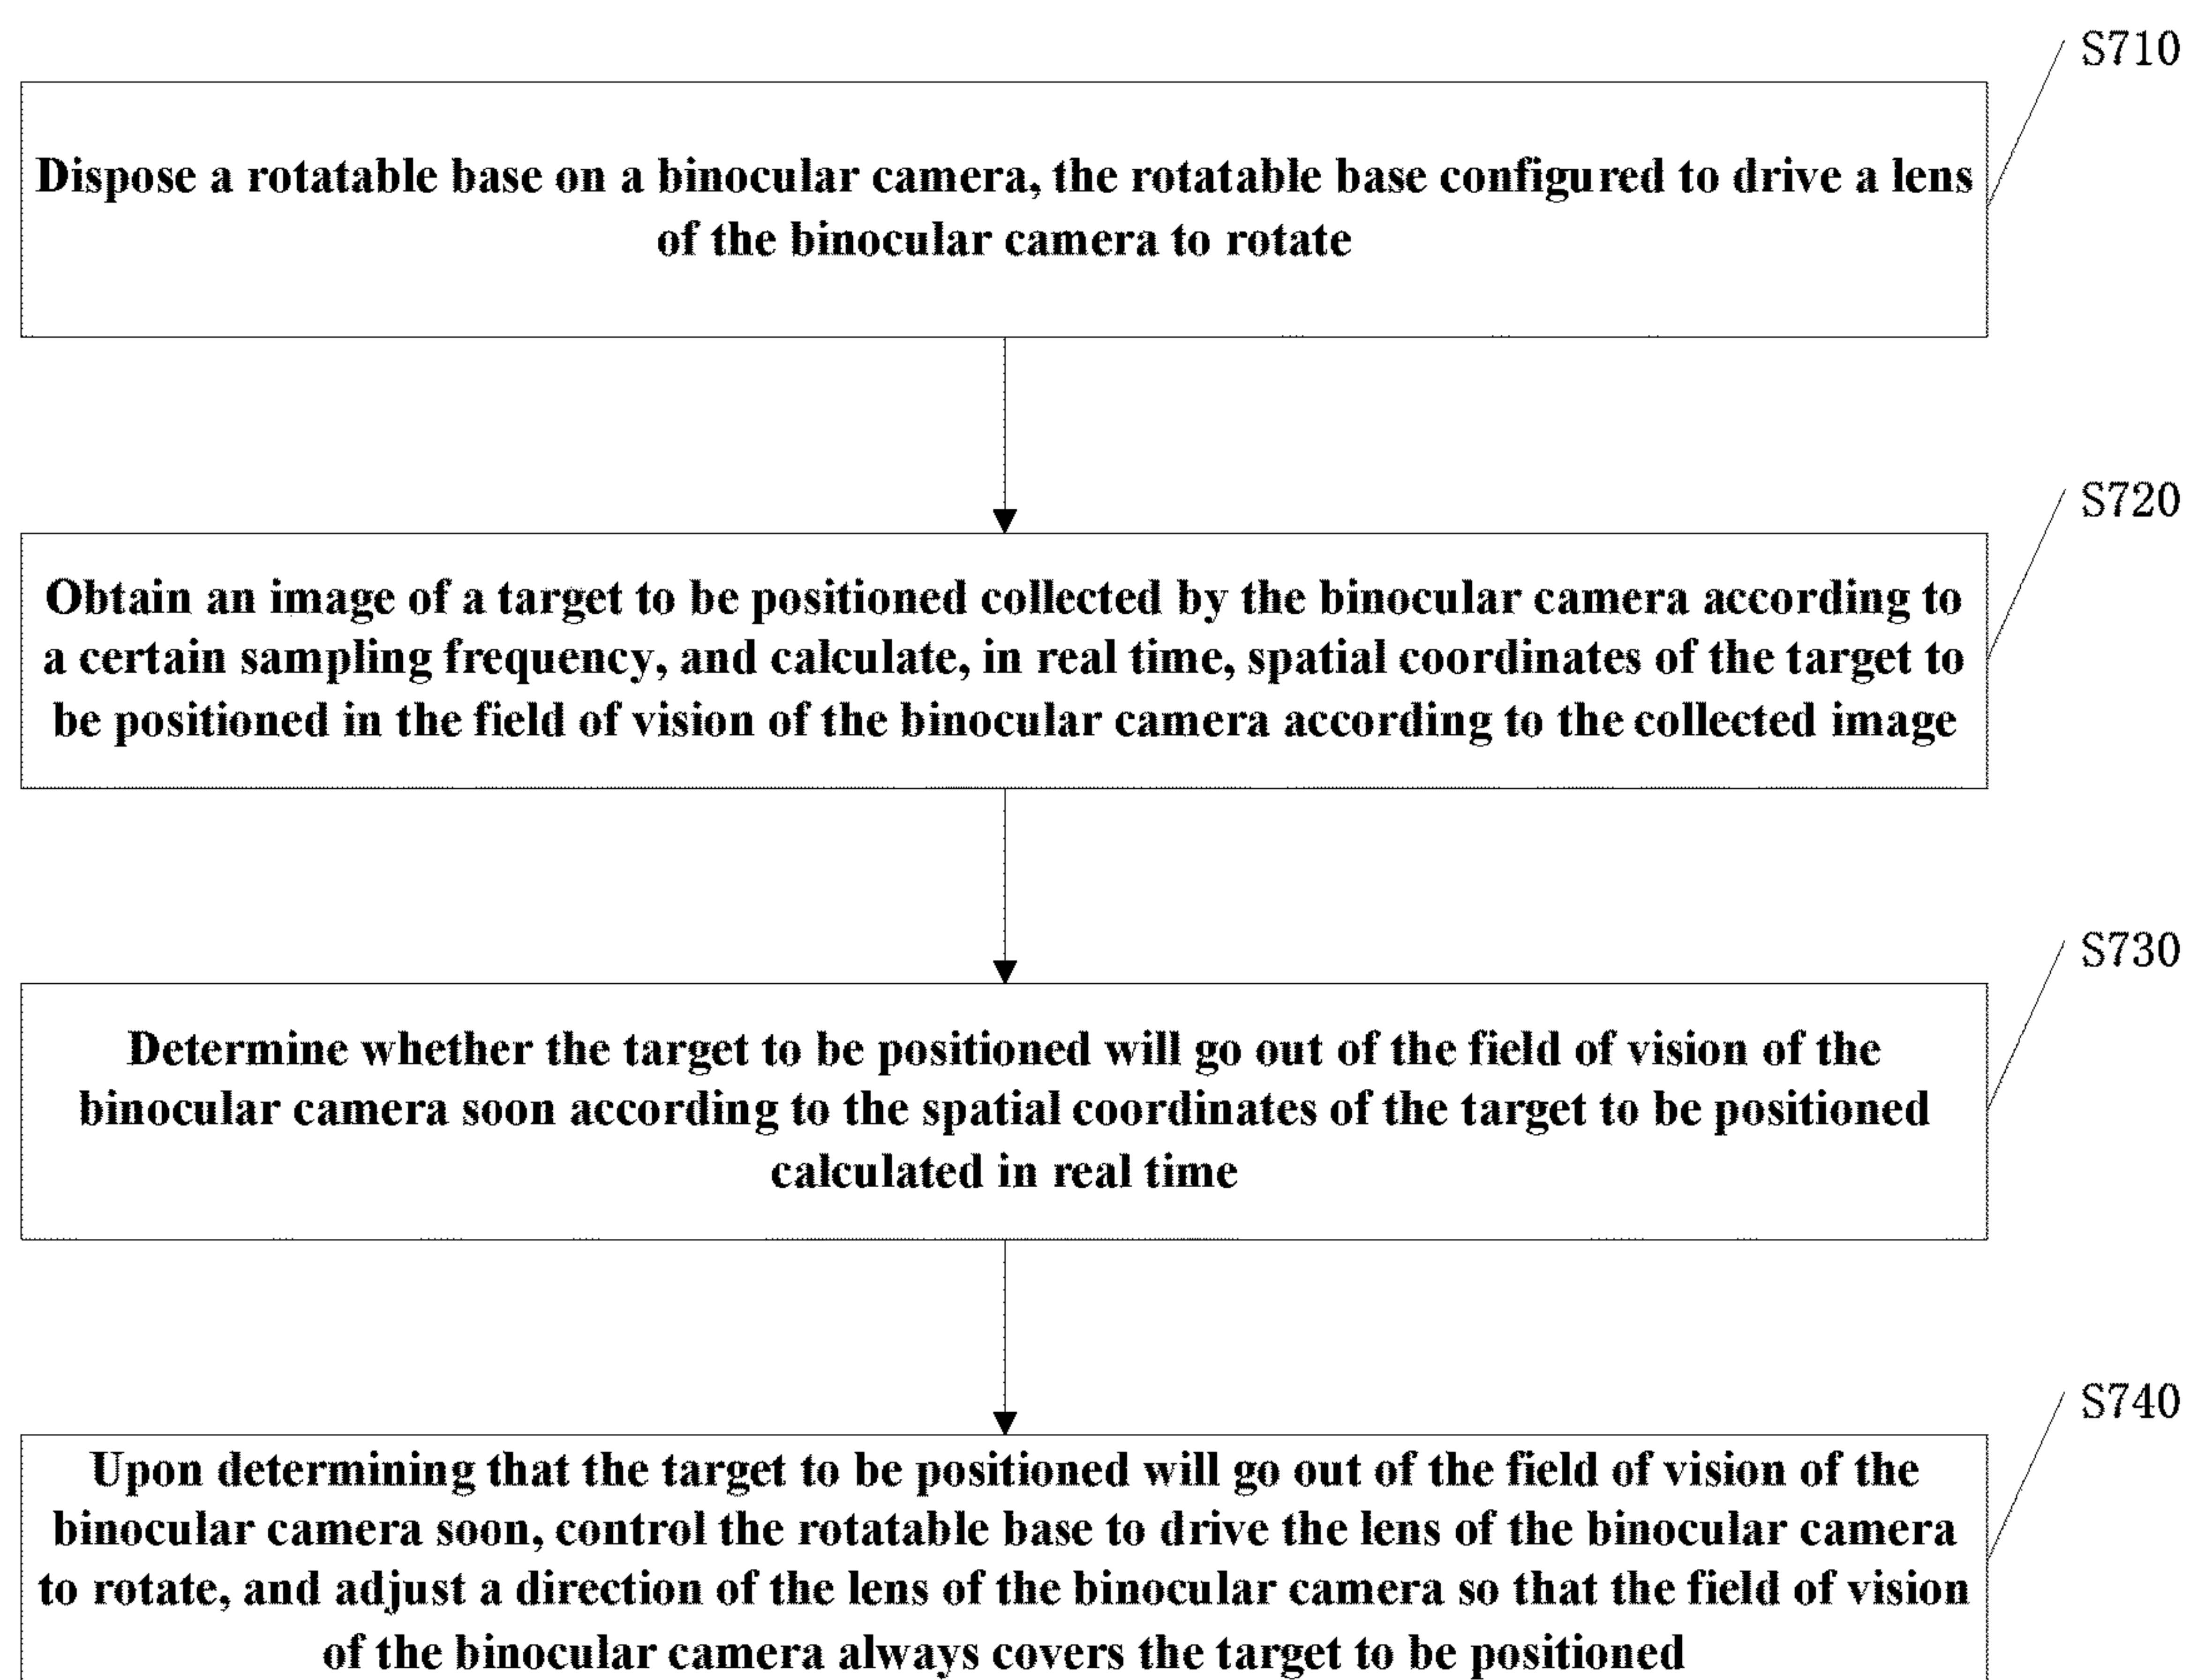 S710
Dispose a rotatable base on a binocular camera, the rotatable base configured to drive a lens
of the binocular camera to rotate
S720
Obtain an image of a target to be positioned collected by the binocular camera according to
a certain sampling frequency, and calculate, in real time, spatial coordinates of the target to
be positioned in the field of vision of the binocular camera according to the collected image
S730
Determine whether the target to be positioned will go out of the field of vision of the
binocular camera soon according to the spatial coordinates of the target to be positioned
calculated in real time
S740
Upon determining that the target to be positioned will go out of the field of vision of the
binocular camera soon, control the rotatable base to drive the lens of the binocular camera
to rotate, and adjust a direction of the lens of the binocular camera so that the field of vision
of the binocular camera always covers the target to be positioned